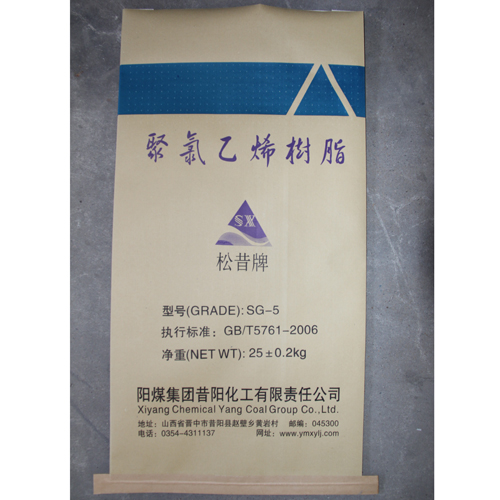 聚氯乙烯樹脂
SX
松昔牌
型号(GRADE): SG-5
执行标准: GB/T5761-2006
净重(NET WT): 25±0.2kg
阳煤集团昔阳化工有限责任公司
Xiyang Chemical Yang Coal Group Co.,Ltd.
地址: 山西省晋中市昔阳县赵壁乡黄岩村 邮编: 045300
电话: 0354-4311137 网址: www.ymxylj.com